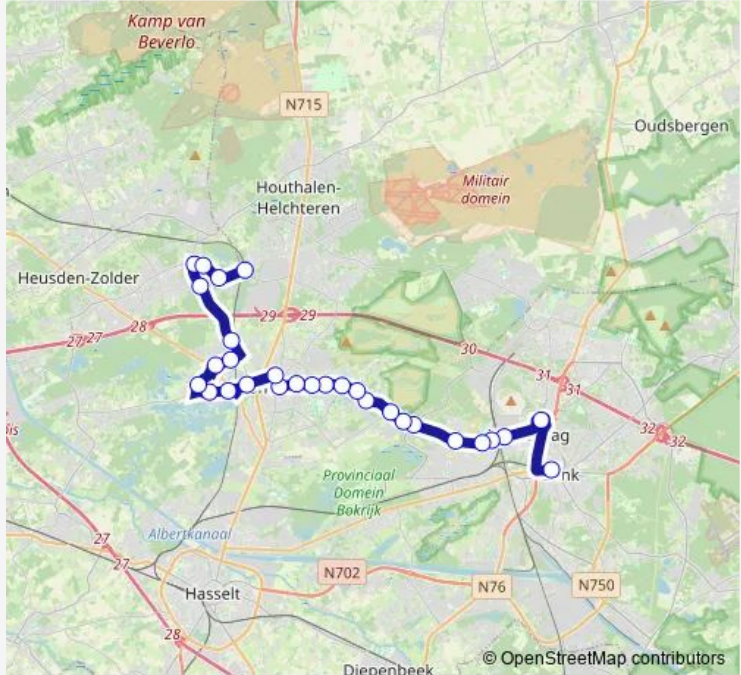 Kamp van
Beverlo
N715
Oudsbergen
Houthalen-
Helchteren
Militair
domein
Heusden-Zolder
27 27
28
29
29
30
31
31
32
32
ag
nk
Provinciaal
Domein
Bokrijk
Albertkanaal
27
27
N702
N76
N750
Hasselt
28
Diepenbeek
© OpenStreetMap contributors